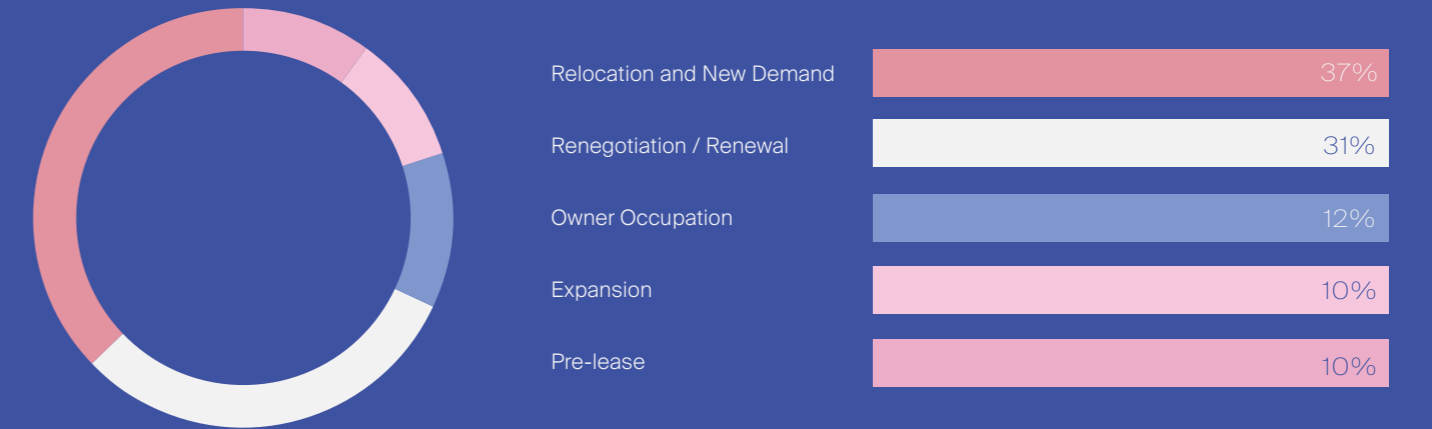 Relocation and New Demand 37%
Renegotiation / Renewal 31%
Owner Occupation 12%
Expansion 10%
Pre-lease 10%